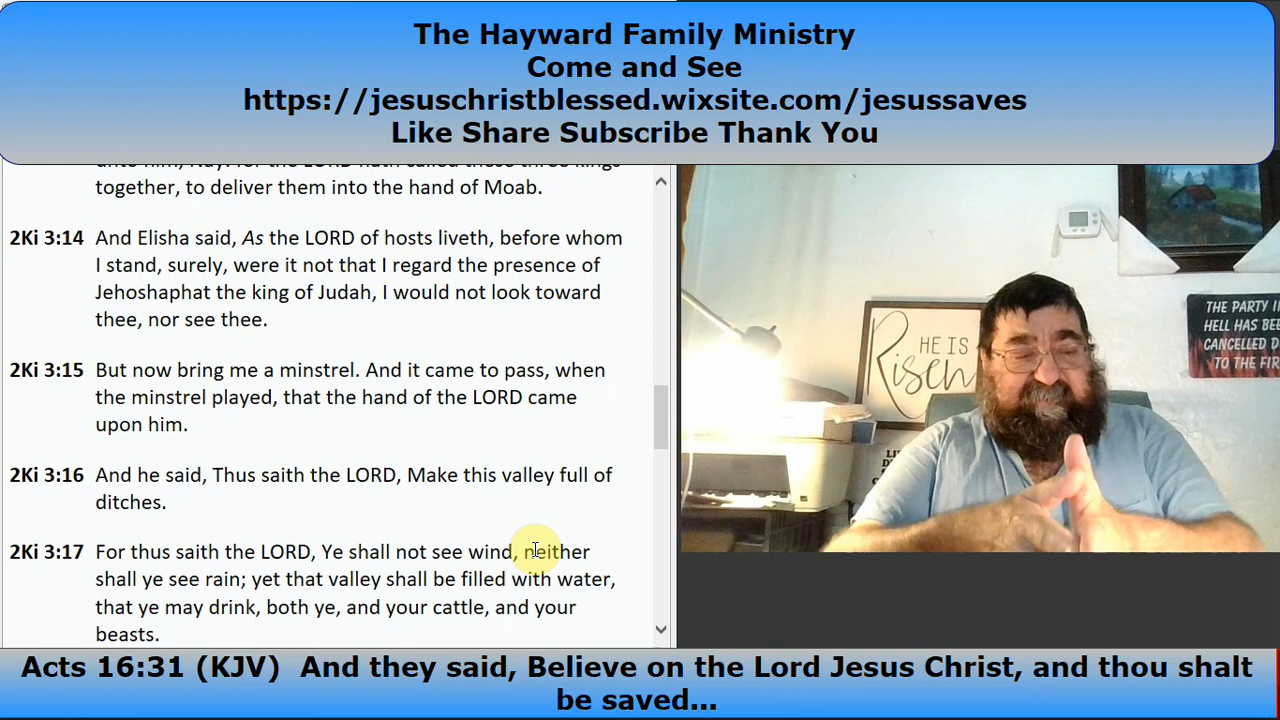 The Hayward Family Ministry
Come and See
https://jesuschristblessed.wixsite.com/jesussaves
Like Share Subscribe Thank You
together, to deliver them into the hand of Moab.
2Ki 3:14 And Elisha said, As the LORD of hosts liveth, before whom
I stand, surely, were it not that I regard the presence of
Jehoshaphat the king of Judah, I would not look toward
thee, nor see thee.
2Ki 3:15 But now bring me a minstrel. And it came to pass, when
the minstrel played, that the hand of the LORD came
upon him.
2Ki 3:16 And he said, Thus saith the LORD, Make this valley full of
ditches.
2Ki 3:17 For thus saith the LORD, Ye shall not see wind, neither
shall ye see rain; yet that valley shall be filled with water,
that ye may drink, both ye, and your cattle, and your
beasts.
HE IS
Risen
THE PARTY I
HELL HAS BEE
CANCELLED D
TO THE FIR
Acts 16:31 (KJV) And they said, Believe on the Lord Jesus Christ, and thou shalt
be saved...